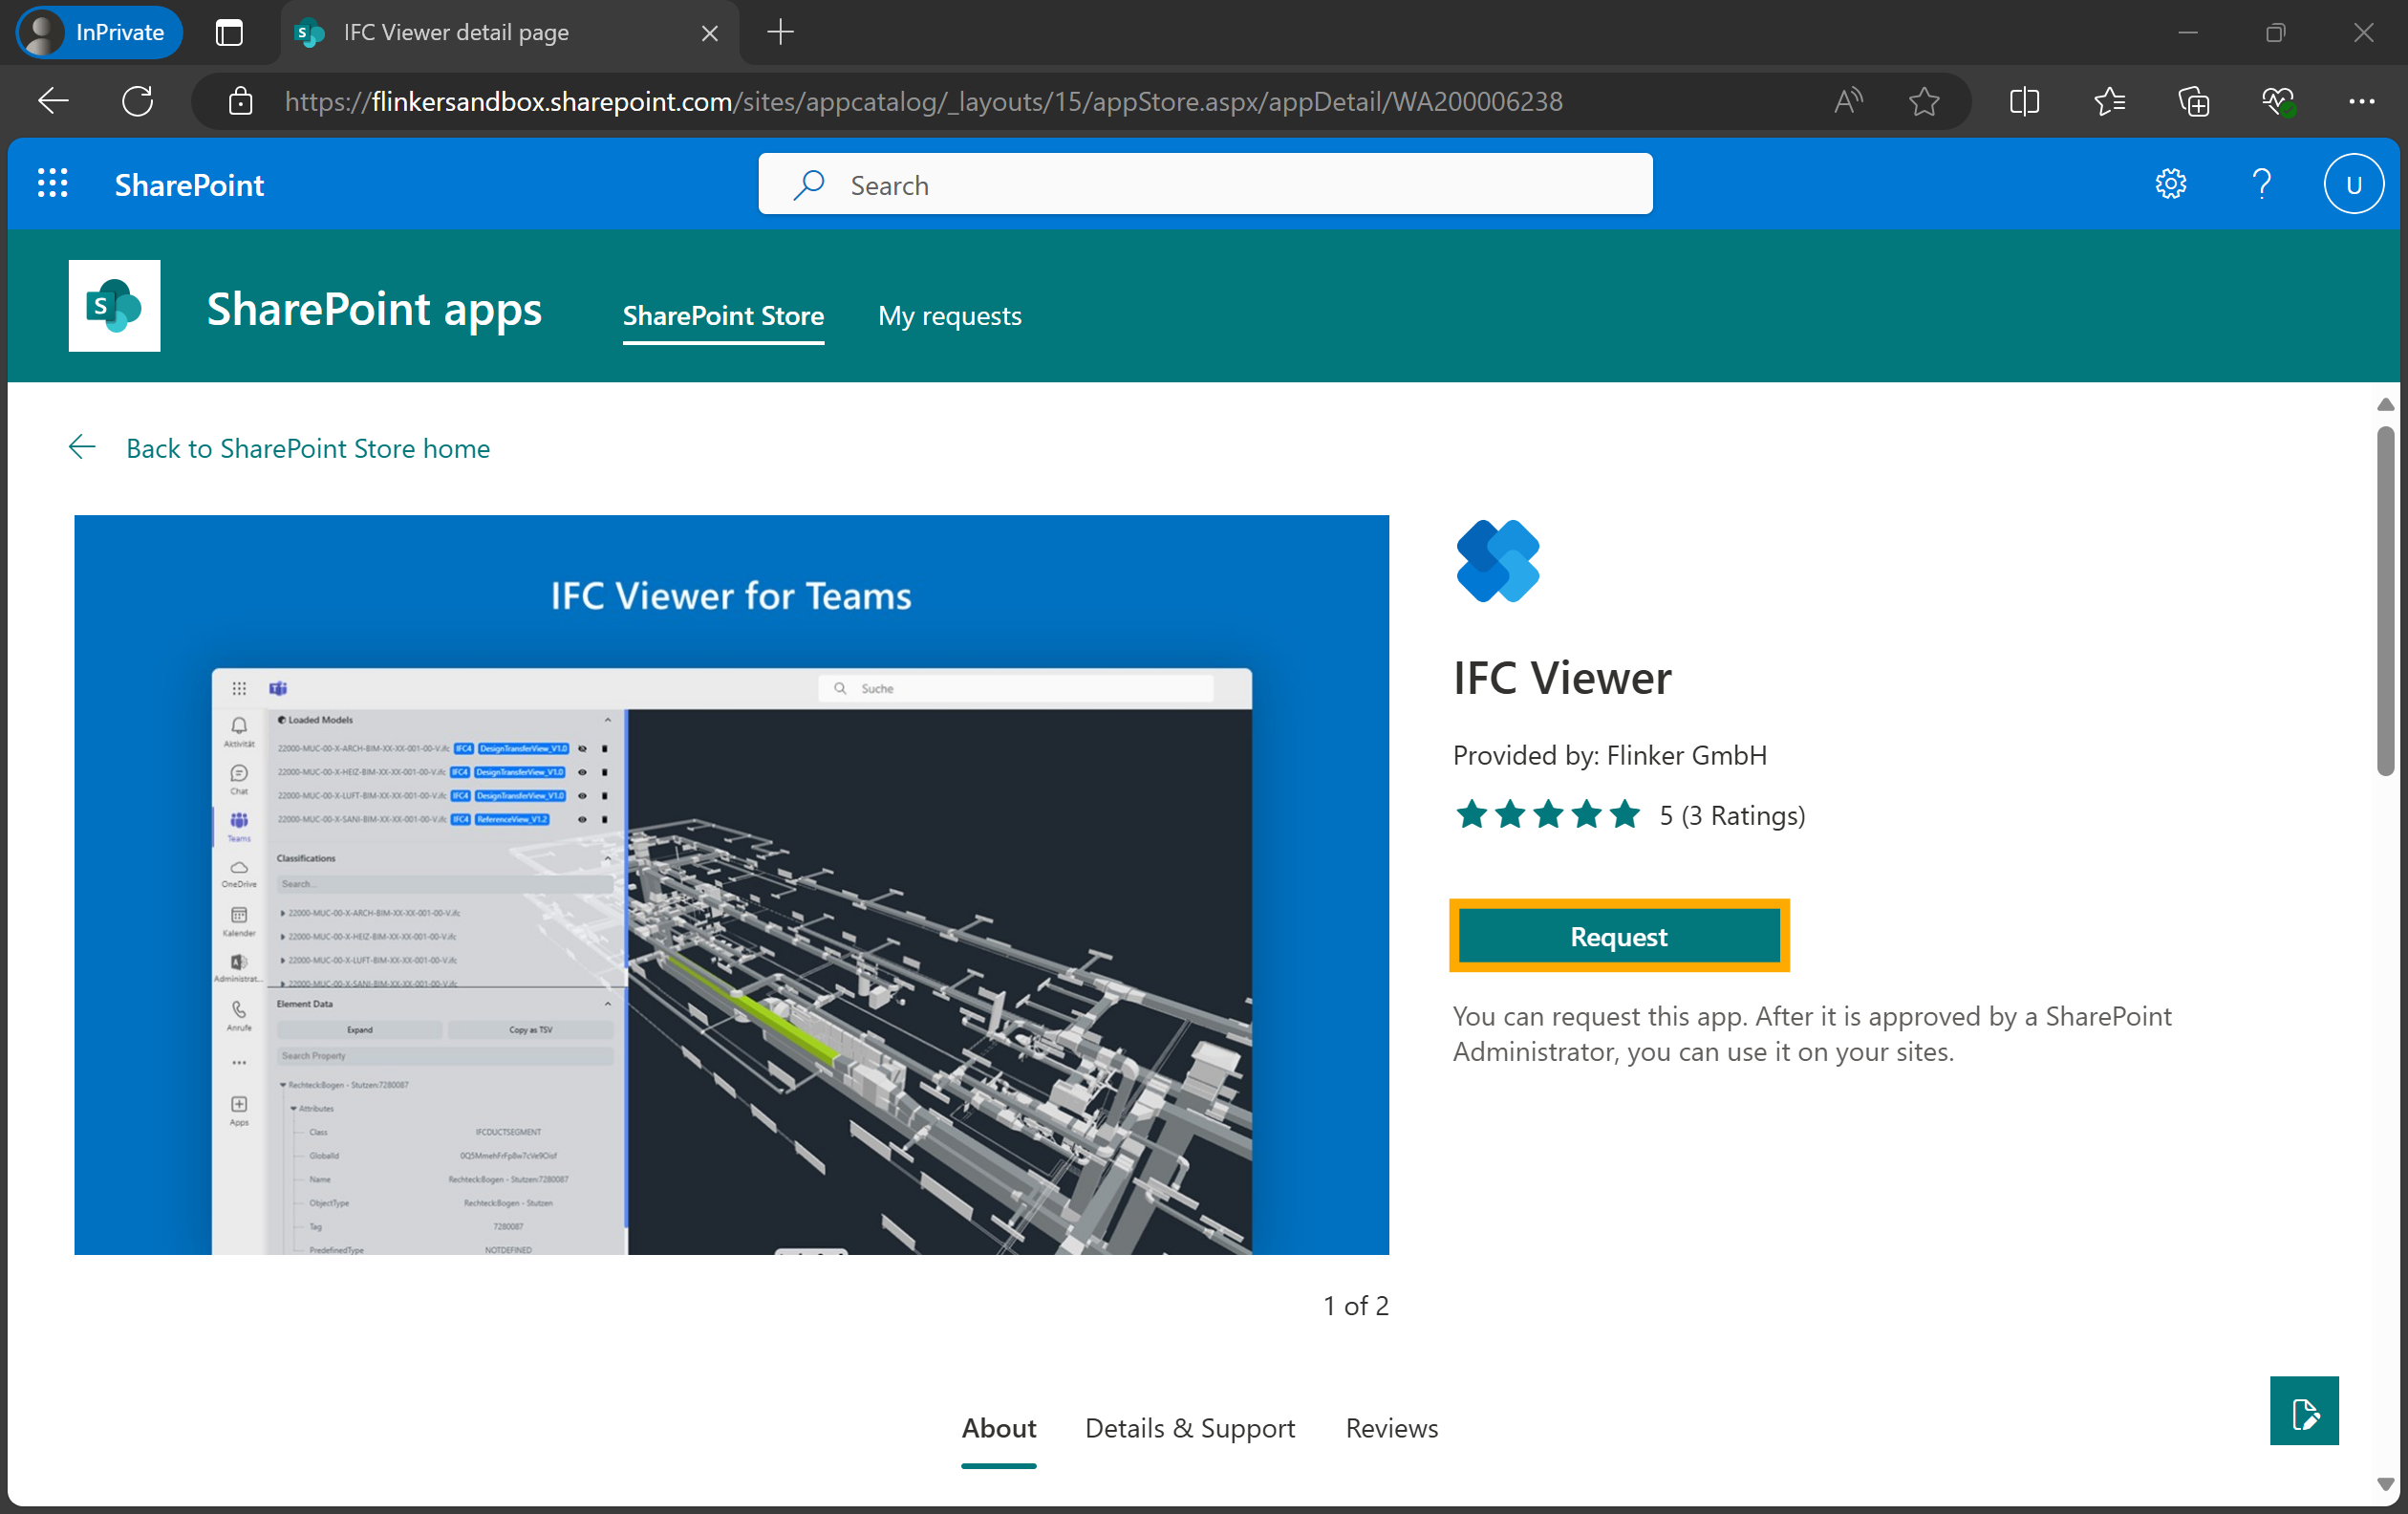 InPrivate
IFC Viewer detail page
https://flinkersandbox.sharepoint.com/sites/appcatalog/_layouts/15/appStore.aspx/appDetail/WA200006238
SharePoint
Search
U
S
SharePoint apps
SharePoint Store
My requests
Back to SharePoint Store home
IFC Viewer for Teams
Suche
Loaded Models
22000-MUC-00-X-ARCH-BIM-XX-XX-001-00-V.ifc IFC4 DesignTransferView_V1.0
22000-MUC-00-X-HEIZ-BIM-XX-XX-001-00-V.ifc IFC4 DesignTransferView_V1.0
22000-MUC-00-X-LUFT-BIM-XX-XX-001-00-V.ifc IFC4 DesignTransferView_V1.0
22000-MUC-00-X-SANI-BIM-XX-XX-001-00-V.ifc IFC4 ReferenceView_V1.2
Aktivität
Chat
Teams
OneDrive
Kalender
Administrat...
Anrufe
Apps
Classifications
Search...
22000-MUC-00-X-ARCH-BIM-XX-XX-001-00-V.ifc
22000-MUC-00-X-HEIZ-BIM-XX-XX-001-00-V.ifc
22000-MUC-00-X-LUFT-BIM-XX-XX-001-00-V.ifc
22000-MUC-00-X-SANI-BIM-XX-XX-001-00-V.ifc
Element Data
Expand
Copy as TSV
Search Property
Rechteck:Bogen - Stutzen:7280087
Attributes
Class IFCDUCTSEGMENT
GlobalId
Name Rechteck:Bogen - Stutzen:7280087
ObjectType Rechteck:Bogen - Stutzen
Tag 7280087
PredefinedType NOTDEFINED
1 of 2
IFC Viewer
Provided by: Flinker GmbH
5 (3 Ratings)
Request
You can request this app. After it is approved by a SharePoint
Administrator, you can use it on your sites.
About
Details & Support
Reviews